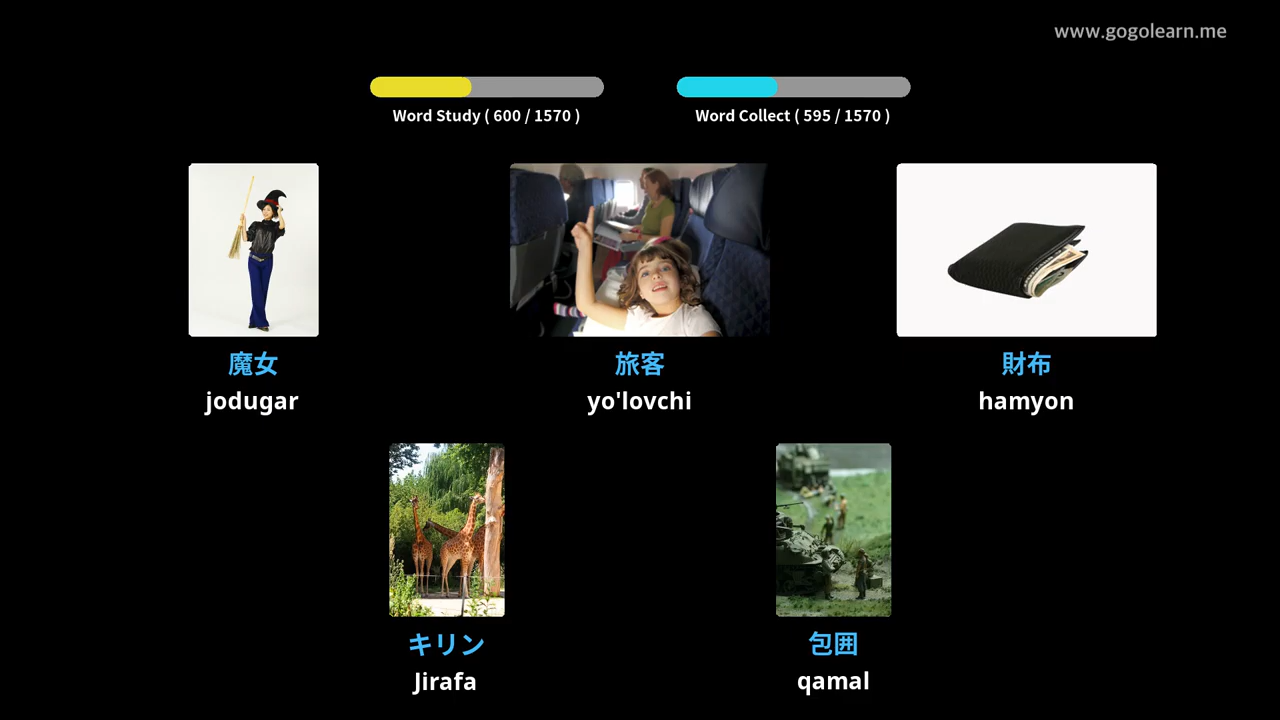 www.gogolearn.me
Word Study ( 600 / 1570 )
Word Collect ( 595 / 1570 )
魔女
jodugar
旅客
yo'lovchi
財布
hamyon
キリン
Jirafa
包囲
qamal